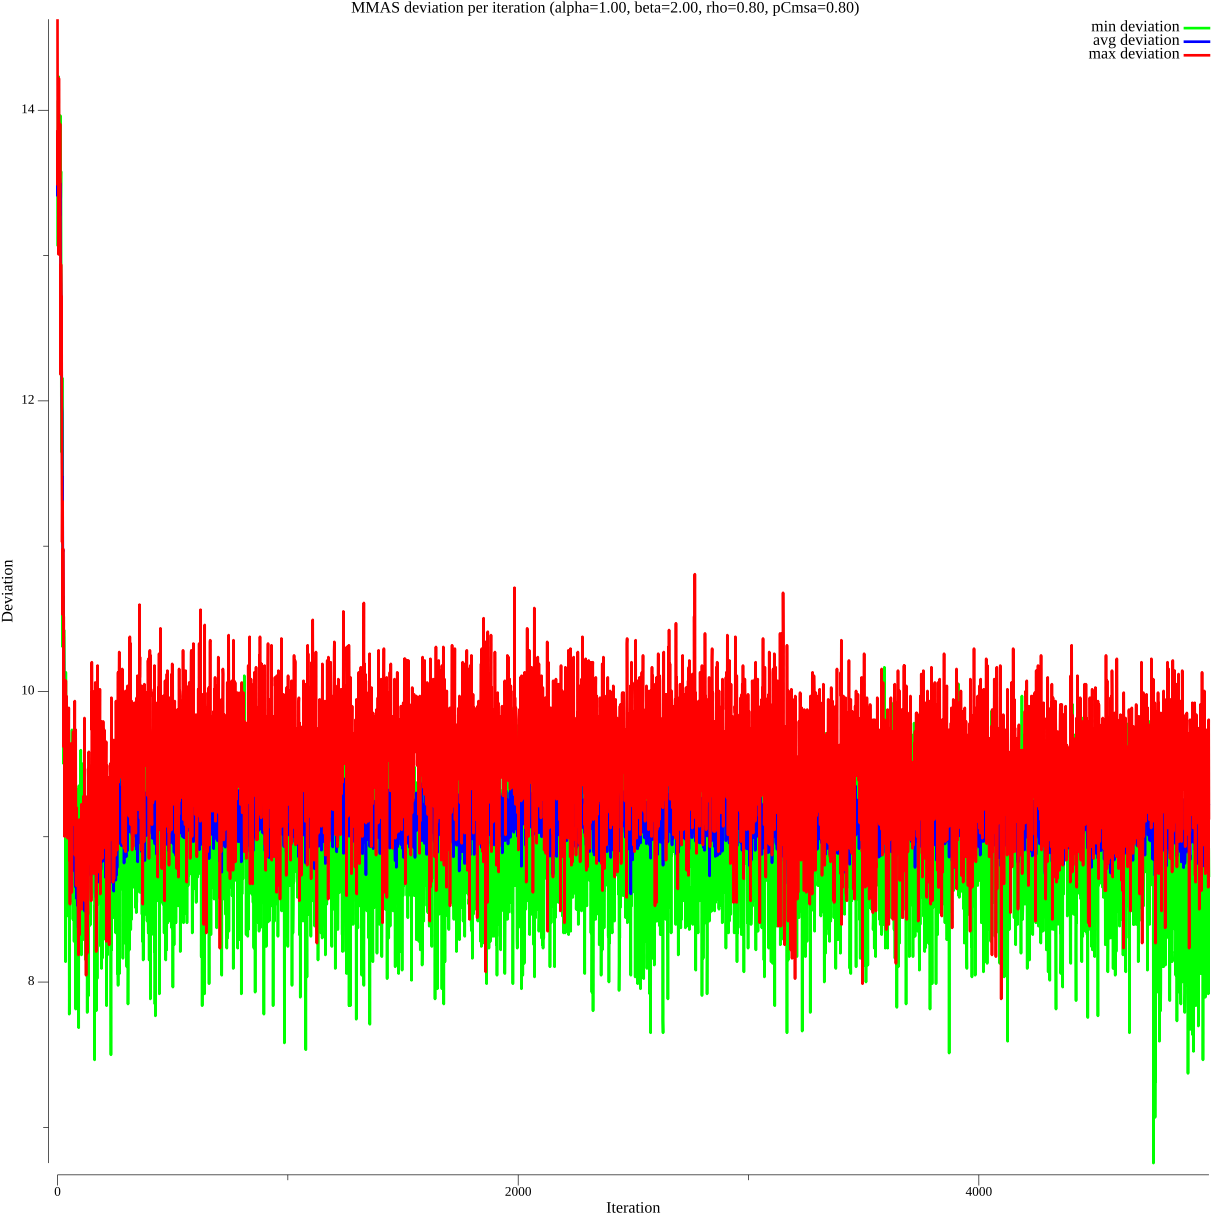 MMAS deviation per iteration (alpha=1.00, beta=2.00, rho=0.80, pCmsa=0.80)
min deviation
avg deviation
max deviation
14
12
10
8
Deviation
0
2000
4000
Iteration